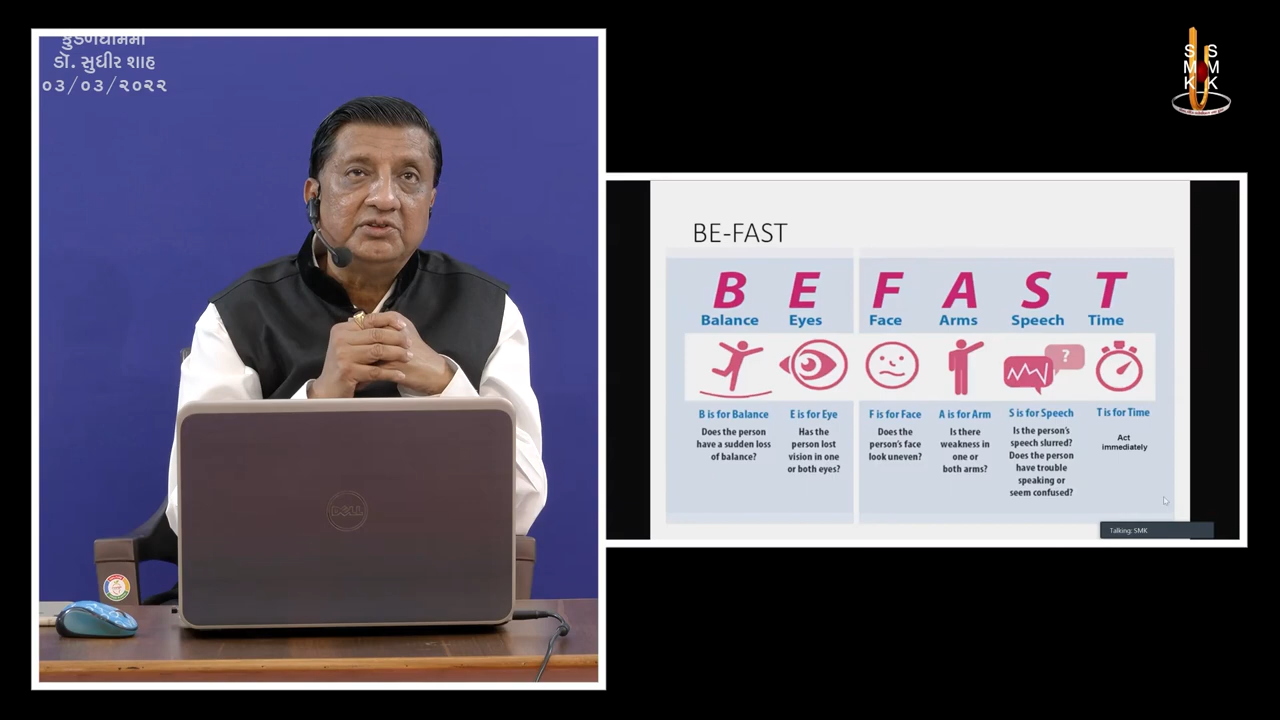 કુંડળધામમાં
ડૉ. સુધીર શાહ
૦૩/૦૩/૨૦૨૨
S S
M M
K K
BE-FAST
B E F A S T
Balance Eyes Face Arms Speech Time
?
B is for Balance
Does the person
have a sudden loss
of balance?
E is for Eye
Has the
person lost
vision in one
or both eyes?
F is for Face
Does the
person's face
look uneven?
A is for Arm
Is there
weakness in
one or
both arms?
S is for Speech
Is the person's
speech slurred?
Does the person
have trouble
speaking or
seem confused?
T is for Time
Act
immediately
Talking: SMK
DELL